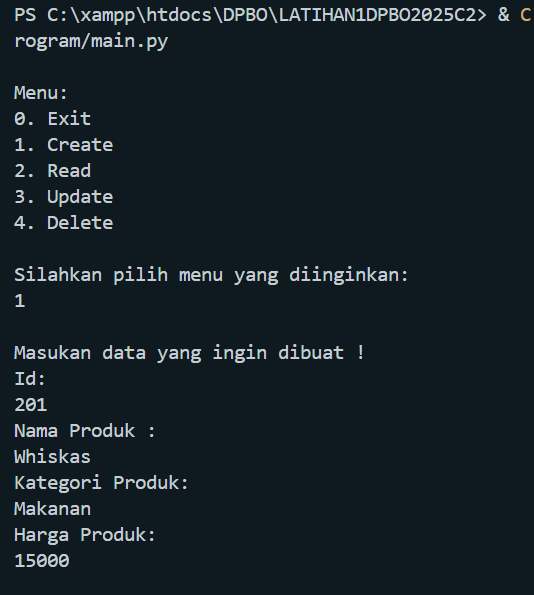 PS C:\xampp\htdocs\DPBO\LATIHAN1DPBO2025C2> & C
rogram/main.py
Menu:
0. Exit
1. Create
2. Read
3. Update
4. Delete
Silahkan pilih menu yang diinginkan:
1
Masukan data yang ingin dibuat !
Id:
201
Nama Produk :
Whiskas
Kategori Produk:
Makanan
Harga Produk:
15000